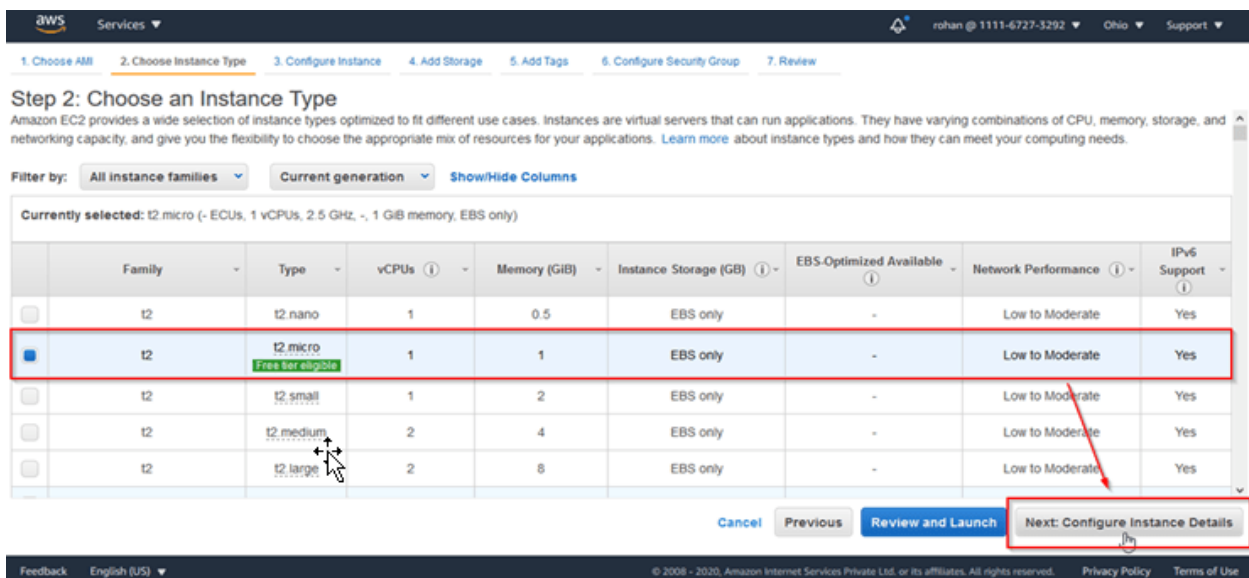 aws Services rohan @ 1111-6727-3292 Ohio Support
1. Choose AMI 2. Choose Instance Type 3. Configure Instance 4. Add Storage 5. Add Tags 6. Configure Security Group 7. Review
Step 2: Choose an Instance Type
Amazon EC2 provides a wide selection of instance types optimized to fit different use cases. Instances are virtual servers that can run applications. They have varying combinations of CPU, memory, storage, and
networking capacity, and give you the flexibility to choose the appropriate mix of resources for your applications. Learn more about instance types and how they can meet your computing needs.
Filter by: All instance families Current generation Show/Hide Columns
Currently selected: t2.micro (- ECUs, 1 vCPUs, 2.5 GHz, -, 1 GiB memory, EBS only)
Family Type vCPUs Memory (GiB) Instance Storage (GB) EBS-Optimized Available Network Performance IPv6 Support
t2 t2.nano 1 0.5 EBS only - Low to Moderate Yes
t2 t2.micro 1 1 EBS only - Low to Moderate Yes
Free tier eligible
t2 t2.small 1 2 EBS only - Low to Moderate Yes
t2 t2.medium 2 4 EBS only - Low to Moderate Yes
t2 t2.large 2 8 EBS only - Low to Moderate Yes
Cancel Previous Review and Launch Next: Configure Instance Details
Feedback English (US) © 2008 - 2020, Amazon Internet Services Private Ltd. or its affiliates. All rights reserved. Privacy Policy Terms of Use